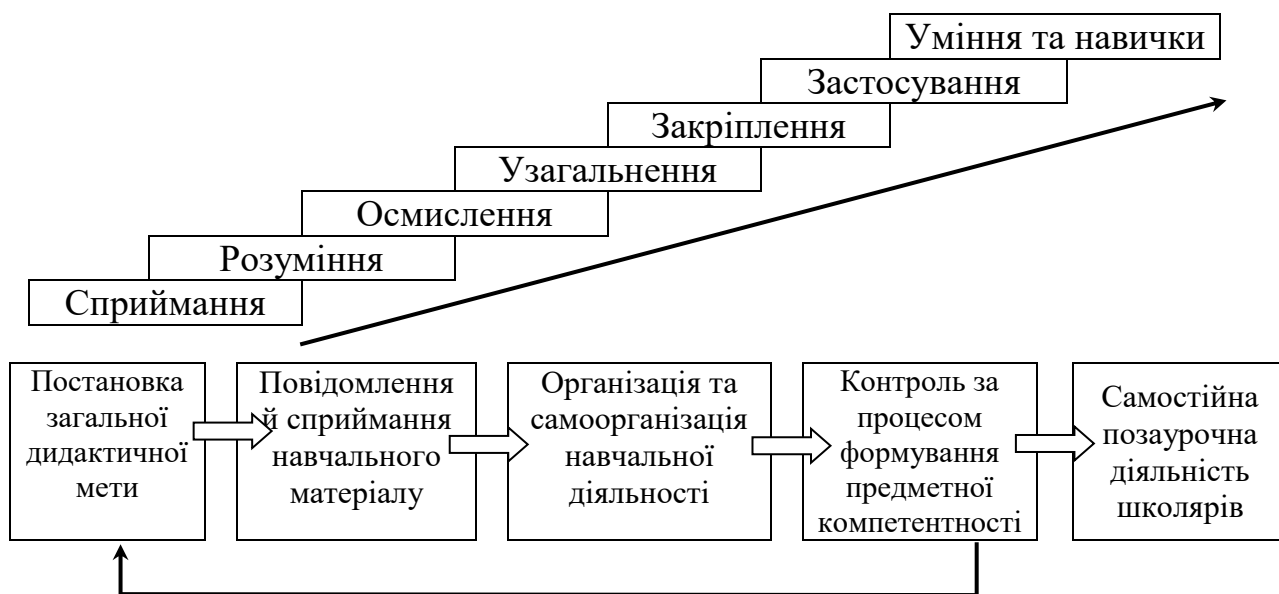 Уміння та навички
Застосування
Закріплення
Узагальнення
Осмислення
Розуміння
Сприймання
Постановка
загальної
дидактичної
мети
Повідомлення
й сприймання
навчального
матеріалу
Організація та
самоорганізація
навчальної
діяльності
Контроль за
процесом
формування
предметної
компетентності
Самостійна
позаурочна
діяльність
школярів